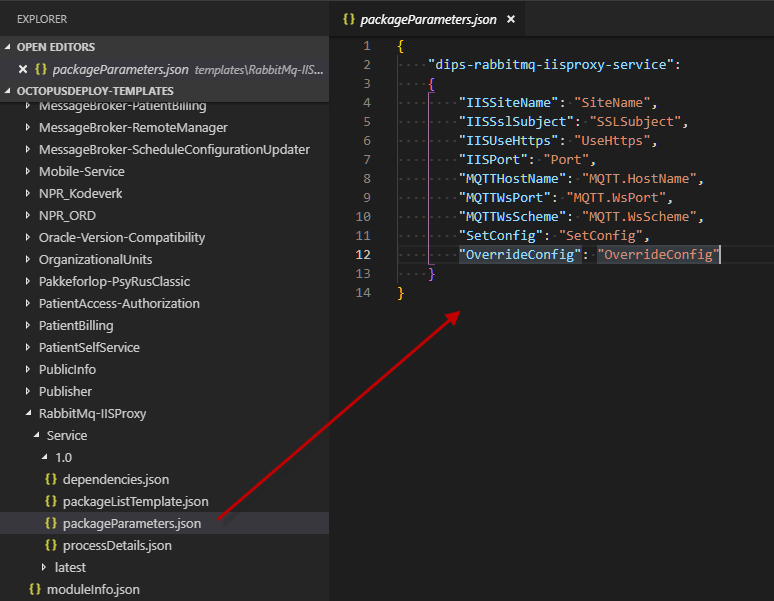 EXPLORER
OPEN EDITORS
packageParameters.json templates\RabbitMq-IIS...
OCTOPUSDEPLOY-TEMPLATES
MessageBroker-PatientBilling
MessageBroker-RemoteManager
MessageBroker-ScheduleConfigurationUpdater
Mobile-Service
NPR_Kodeverk
NPR_ORD
Oracle-Version-Compatibility
OrganizationalUnits
Pakkeforlop-PsyRusClassic
PatientAccess-Authorization
PatientBilling
PatientSelfService
PublicInfo
Publisher
RabbitMq-IISProxy
Service
1.0
{} dependencies.json
{} packageListTemplate.json
{} packageParameters.json
{} processDetails.json
latest
{} moduleInfo.json
{} packageParameters.json
1 {
2 "dips-rabbitmq-iisproxy-service":
3 {
4 "IISSiteName": "SiteName",
5 "IISSslSubject": "SSLSubject",
6 "IISUseHttps": "UseHttps",
7 "IISPort": "Port",
8 "MQTTHostName": "MQTT.HostName",
9 "MQTTWsPort": "MQTT.WsPort",
10 "MQTTWsScheme": "MQTT.WsScheme",
11 "SetConfig": "SetConfig",
12 "OverrideConfig": "OverrideConfig"
13 }
14 }